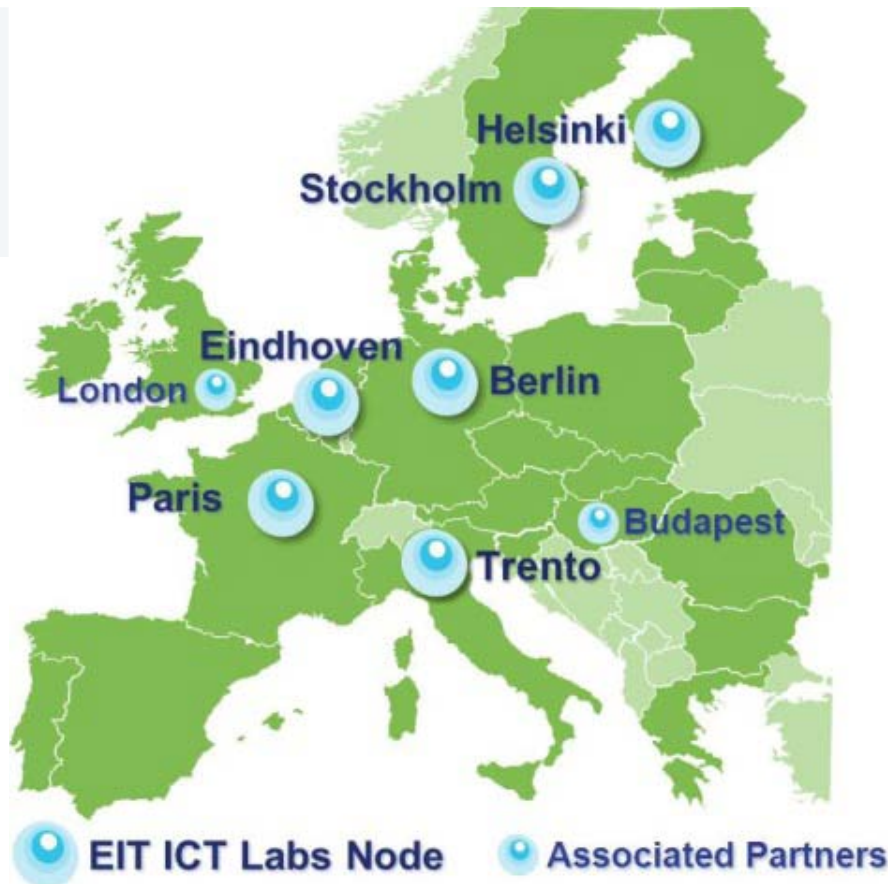 Helsinki
Stockholm
Eindhoven
London
Berlin
Paris
Budapest
Trento
EIT ICT Labs Node
Associated Partners